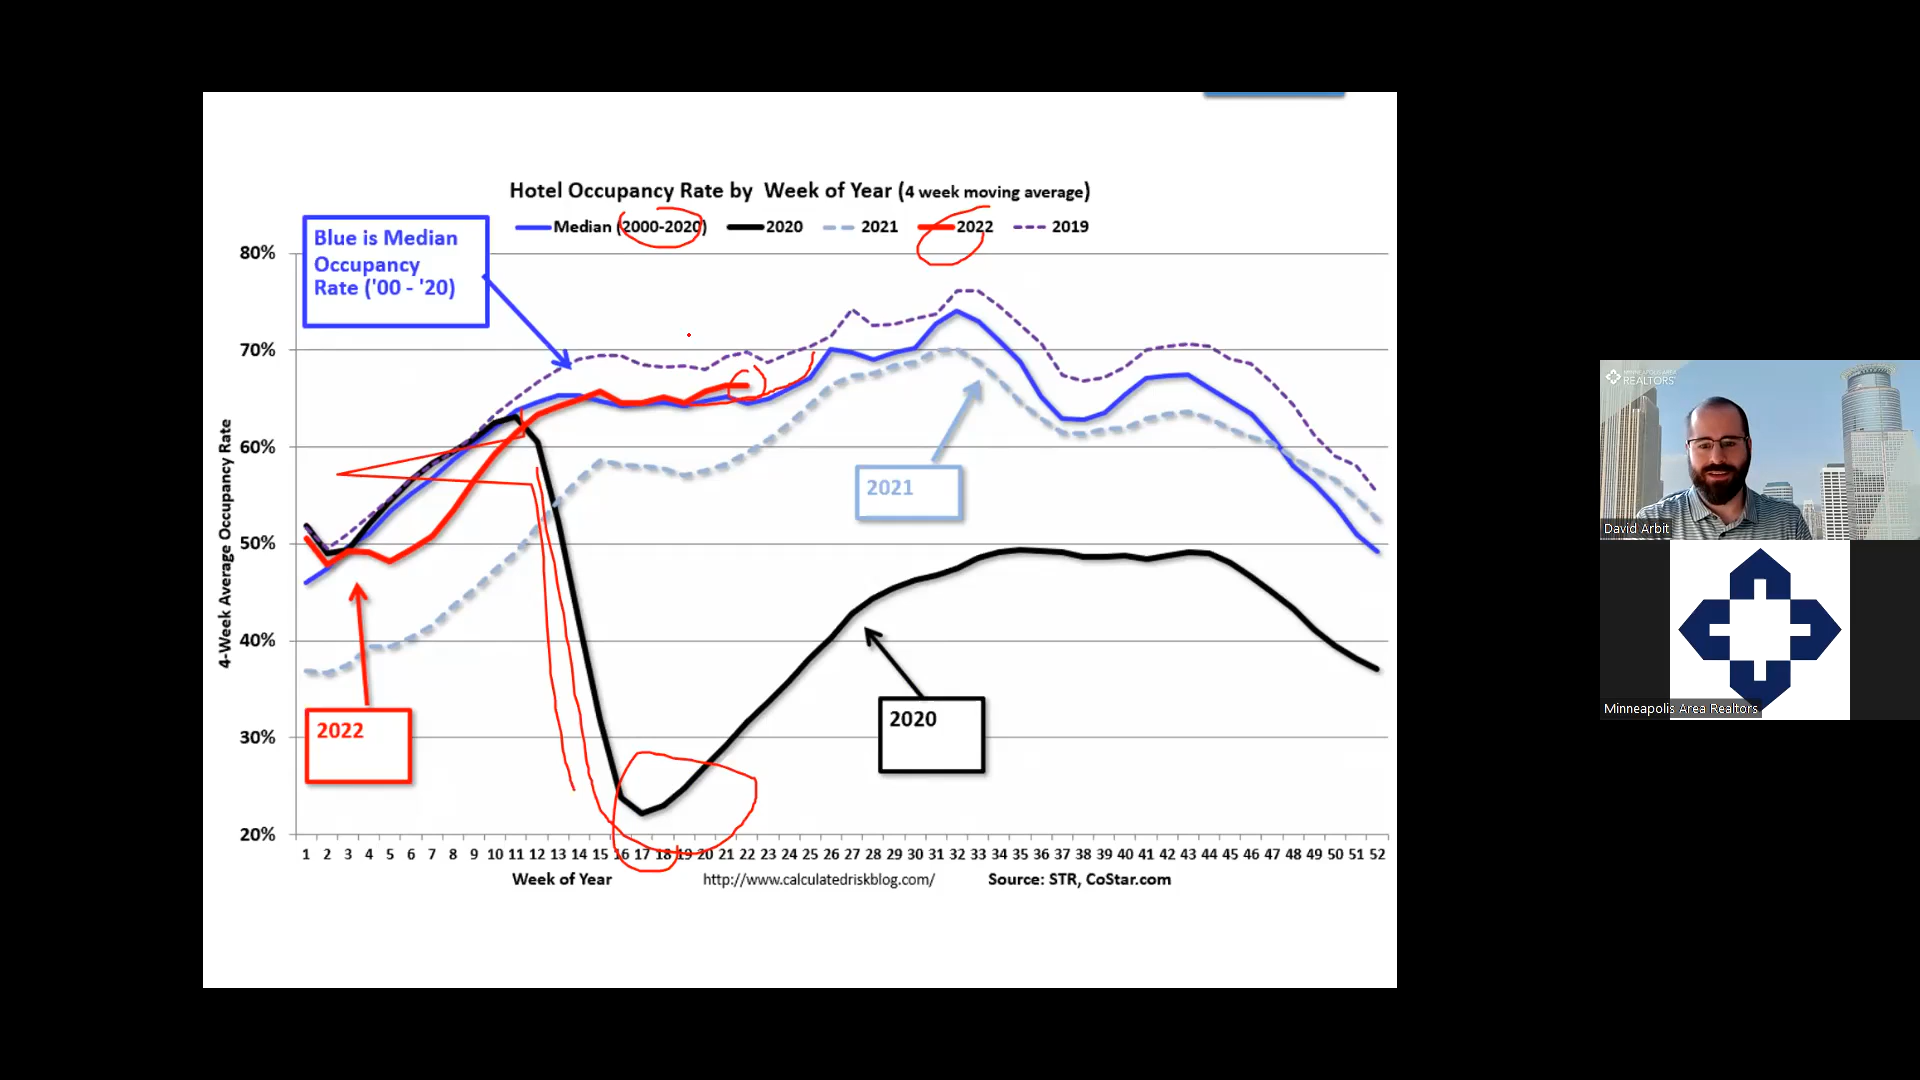 Hotel Occupancy Rate by Week of Year (4 week moving average)
Median (2000-2020) 2020 2021 2022 2019
Blue is Median
Occupancy
Rate ('00 - '20)
80%
70%
60%
50%
40%
30%
20%
4-Week Average Occupancy Rate
2021
2020
2022
1 2 3 4 5 6 7 8 9 10 11 12 13 14 15 16 17 18 19 20 21 22 23 24 25 26 27 28 29 30 31 32 33 34 35 36 37 38 39 40 41 42 43 44 45 46 47 48 49 50 51 52
Week of Year
http://www.calculatedriskblog.com/
Source: STR, CoStar.com
MINNEAPOLIS AREA
REALTORS
David Arbit
Minneapolis Area Realtors